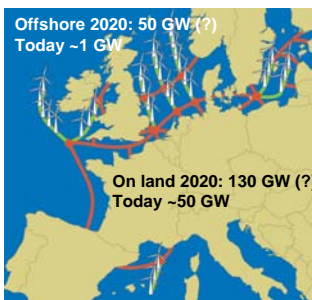 Offshore 2020: 50 GW (?)
Today ~1 GW
On land 2020: 130 GW (?)
Today ~50 GW